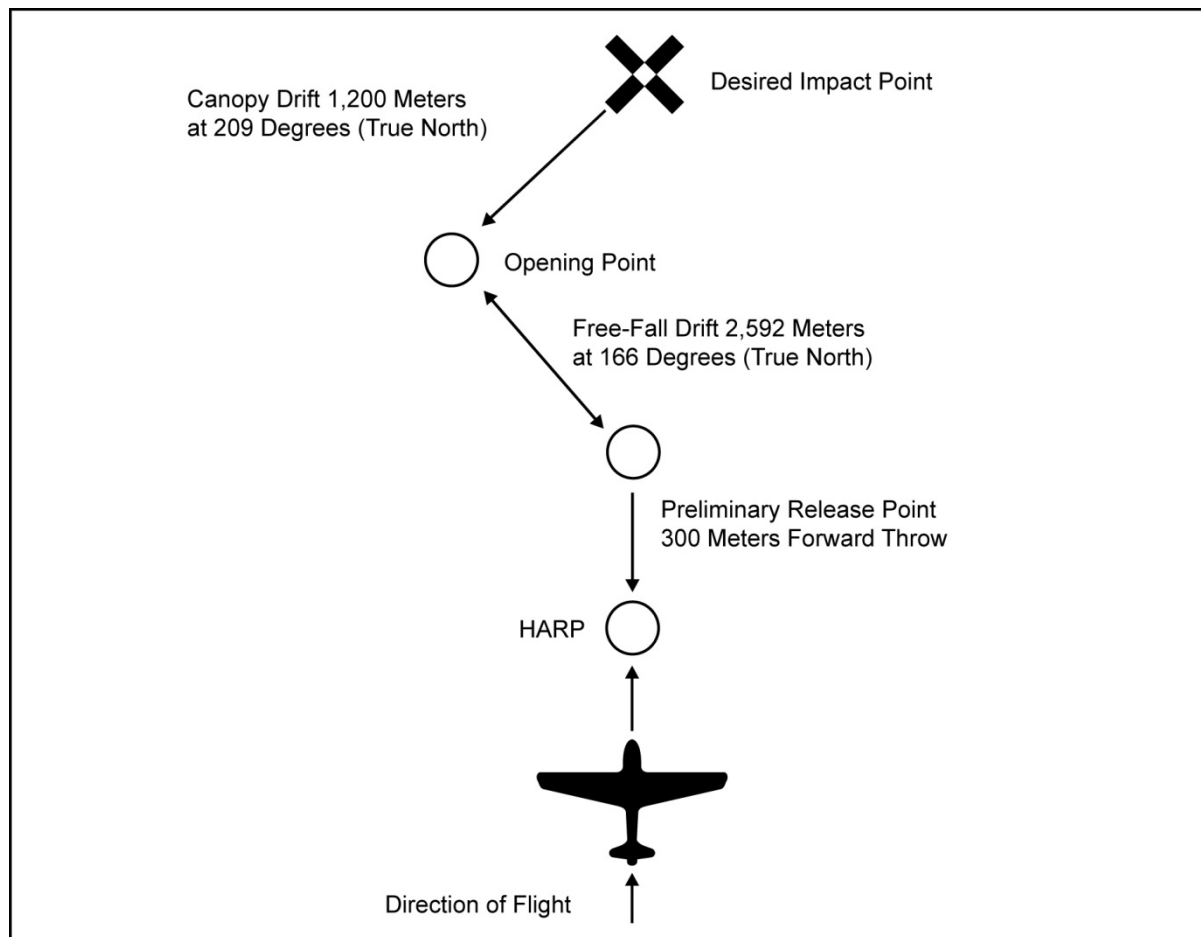 Desired Impact Point
Canopy Drift 1,200 Meters
at 209 Degrees (True North)
Opening Point
Free-Fall Drift 2,592 Meters
at 166 Degrees (True North)
Preliminary Release Point
300 Meters Forward Throw
HARP
Direction of Flight